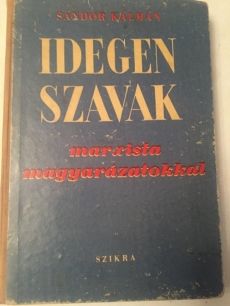 SÁNDOR KÁLMÁN
IDEGEN
SZAVAK
marxista
magyarázatokkal
SZIKRA